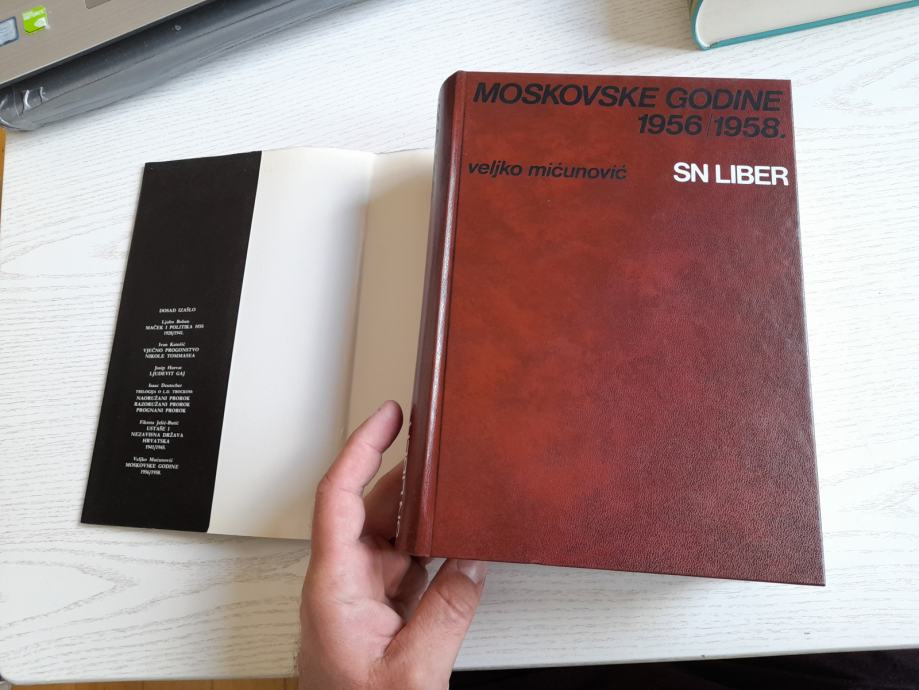 MOSKOVSKE GODINE
1956/1958.
veljko mićunović
SN LIBER
DOSAD IZAŠLO
Ljubo Boban
MAČEK I POLITIKA HSS
1928/1941.
Ivan Katušić
VJEČNO PROGONSTVO
NIKOLE TOMMASEA
Josip Horvat
LJUDEVIT GAJ
Isaac Deutscher
TRILOGIJA O L.D. TROCKOM:
NAORUŽANI PROROK
RAZORUŽANI PROROK
PROGNANI PROROK
Fikreta Jelić-Butić
USTAŠE I
NEZAVISNA DRŽAVA
HRVATSKA
1941/1945.
Veljko Mićunović
MOSKOVSKE GODINE
1956/1958.